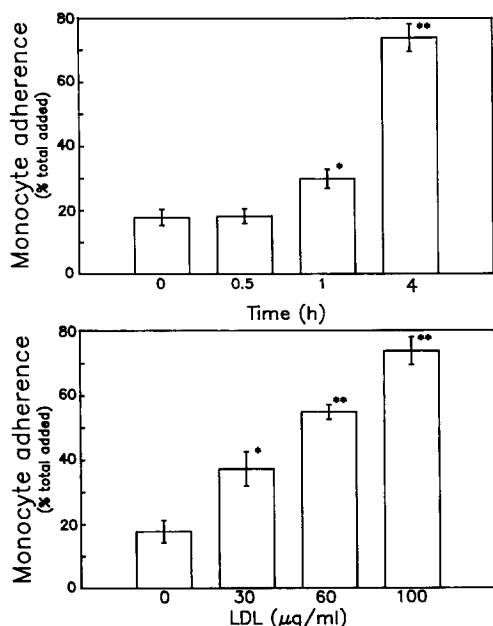 80
60
40
20
0
Monocyte adherence
(% total added)
*
**
0 0.5 1 4
Time (h)
80
60
40
20
0
Monocyte adherence
(% total added)
*
**
**
0 30 60 100
LDL (μg/ml)